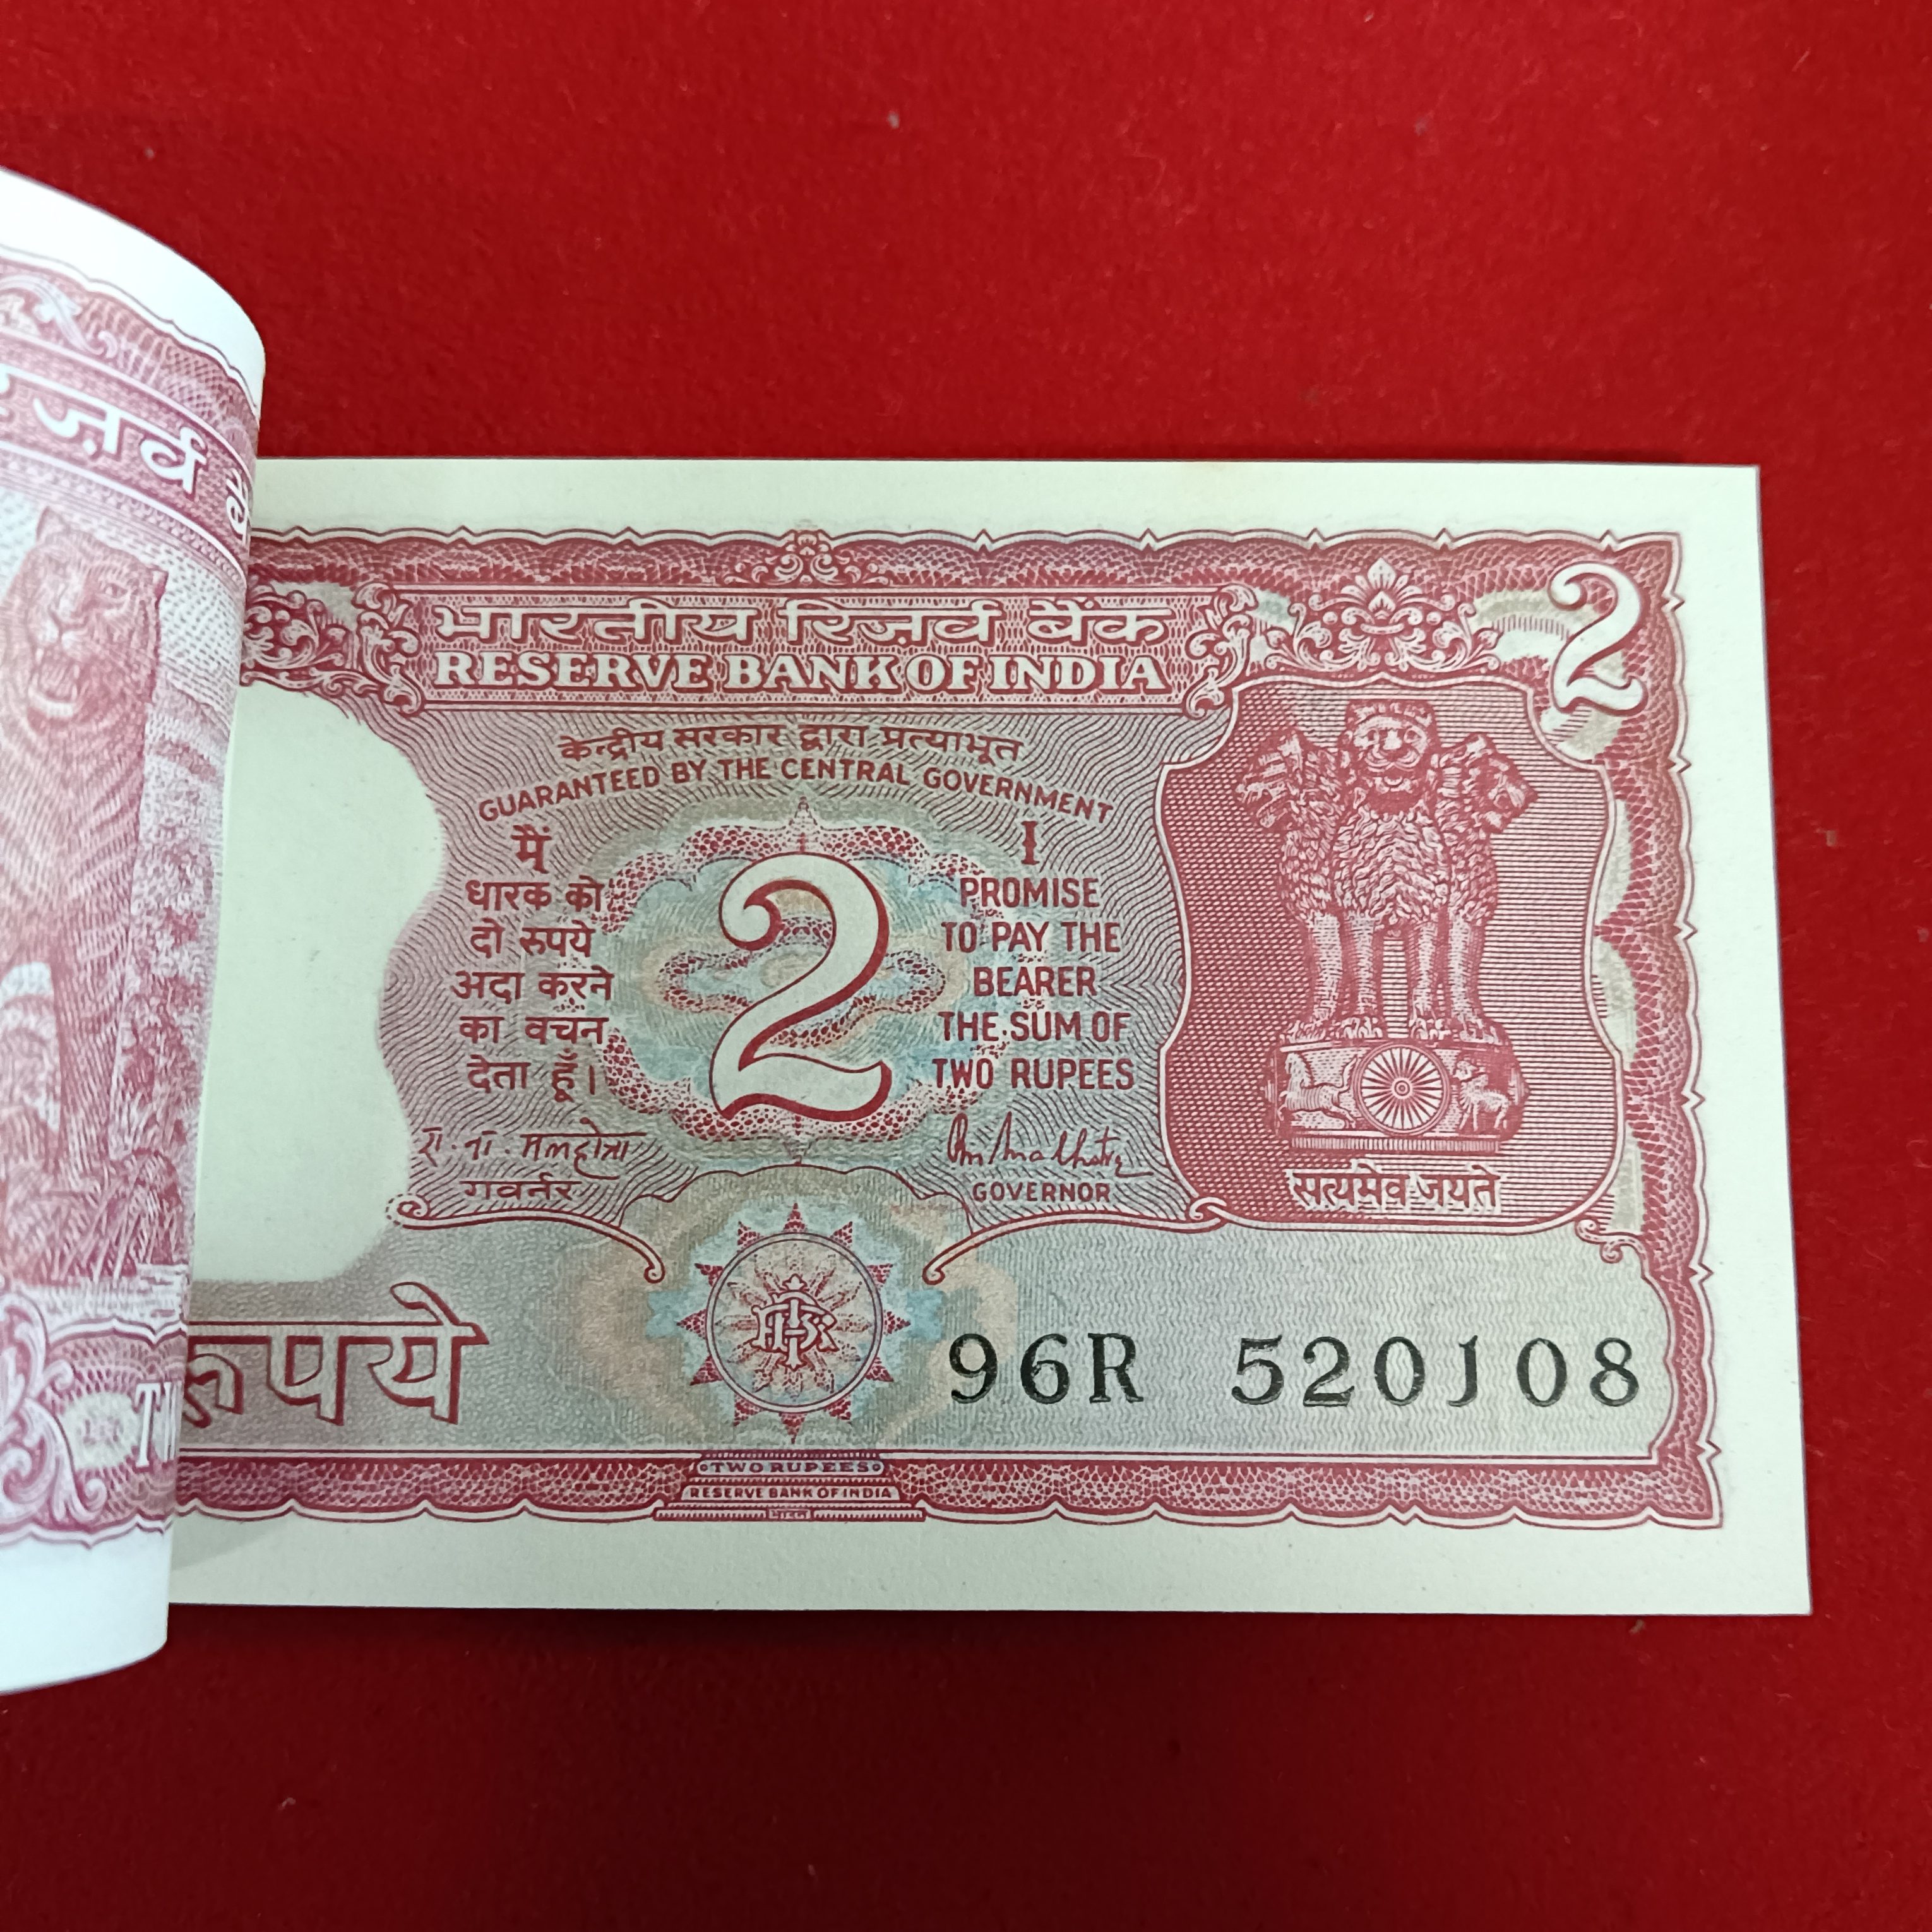 ज़र्व बैं
TW
भारतीय रिज़र्व बैंक
RESERVE BANK OF INDIA
2
केन्द्रीय सरकार द्वारा प्रत्याभूत
GUARANTEED BY THE CENTRAL GOVERNMENT
मैं
धारक को
दो रुपये
अदा करने
का वचन
देता हूँ।
2
I
PROMISE
TO PAY THE
BEARER
THE SUM OF
TWO RUPEES
गवर्नर
GOVERNOR
सत्यमेव जयते
रुपये
96R 520108
TWO RUPEES
RESERVE BANK OF INDIA
भारत